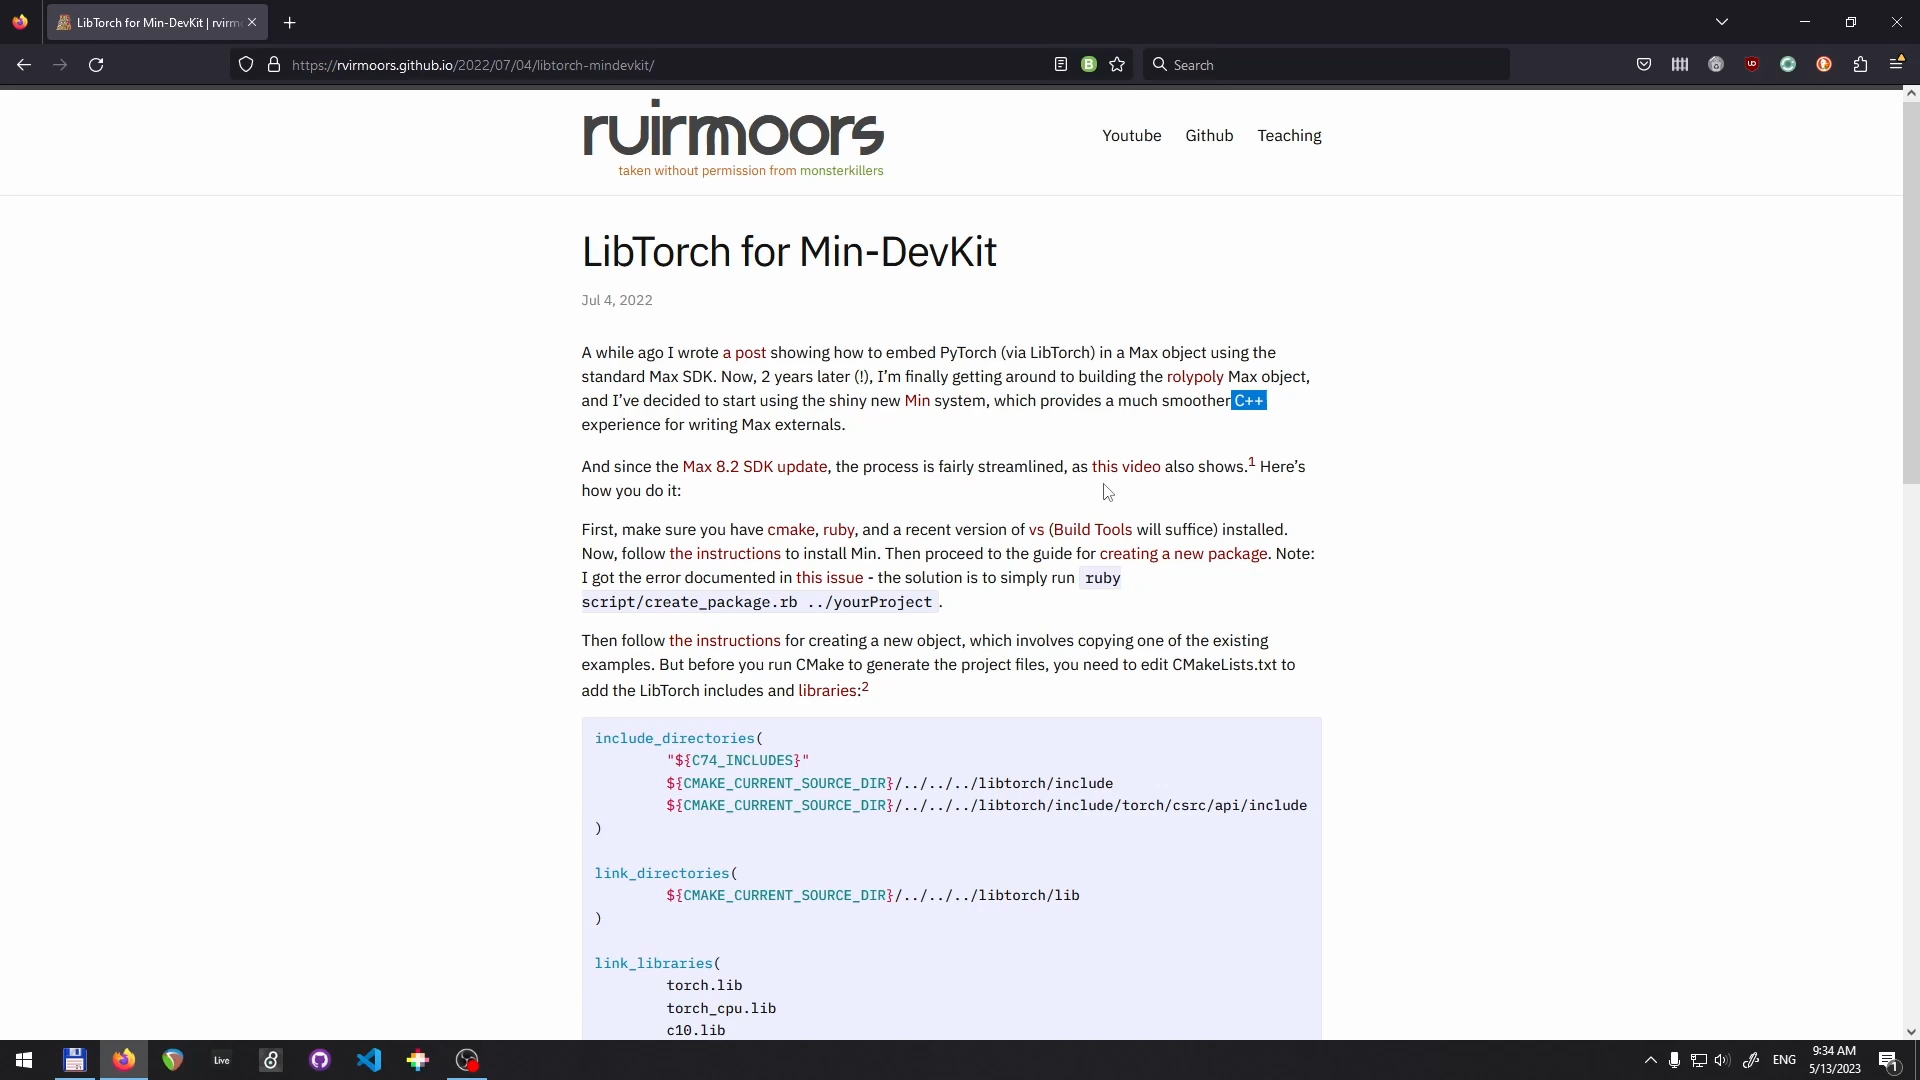 LibTorch for Min-DevKit | rvirm
https://rvirmoors.github.io/2022/07/04/libtorch-mindevkit/
Search
rvirmoors
taken without permission from monsterkillers
Youtube
Github
Teaching
LibTorch for Min-DevKit
Jul 4, 2022
A while ago I wrote a post showing how to embed PyTorch (via LibTorch) in a Max object using the
standard Max SDK. Now, 2 years later (!), I’m finally getting around to building the rolypoly Max object,
and I’ve decided to start using the shiny new Min system, which provides a much smoother C++
experience for writing Max externals.
And since the Max 8.2 SDK update, the process is fairly streamlined, as this video also shows.1 Here’s
how you do it:
First, make sure you have cmake, ruby, and a recent version of vs (Build Tools will suffice) installed.
Now, follow the instructions to install Min. Then proceed to the guide for creating a new package. Note:
I got the error documented in this issue - the solution is to simply run ruby
script/create_package.rb ../yourProject .
Then follow the instructions for creating a new object, which involves copying one of the existing
examples. But before you run CMake to generate the project files, you need to edit CMakeLists.txt to
add the LibTorch includes and libraries:2
include_directories(
"${C74_INCLUDES}"
${CMAKE_CURRENT_SOURCE_DIR}/../../../libtorch/include
${CMAKE_CURRENT_SOURCE_DIR}/../../../libtorch/include/torch/csrc/api/include
)
link_directories(
${CMAKE_CURRENT_SOURCE_DIR}/../../../libtorch/lib
)
link_libraries(
torch.lib
torch_cpu.lib
c10.lib
Live
ENG
9:34 AM
5/13/2023
1